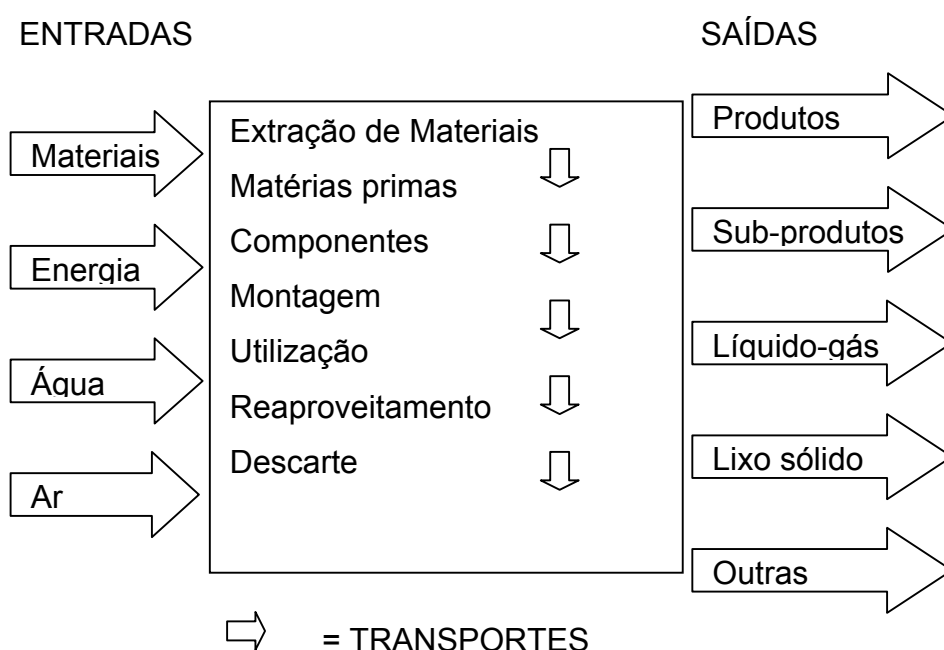 ENTRADAS
SAÍDAS
Materiais
Energia
Água
Ar
Extração de Materiais
Matérias primas
Componentes
Montagem
Utilização
Reaproveitamento
Descarte
Produtos
Sub-produtos
Líquido-gás
Lixo sólido
Outras
= TRANSPORTES